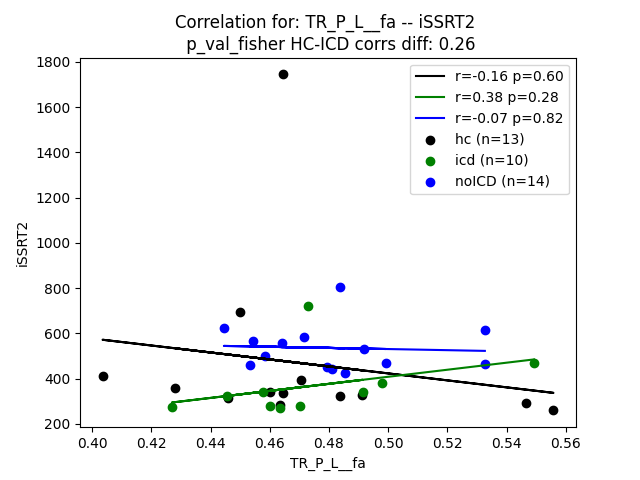 Correlation for: TR_P_L__fa -- iSSRT2
p_val_fisher HC-ICD corrs diff: 0.26
1800
1600
1400
1200
1000
800
600
400
200
iSSRT2
r=-0.16 p=0.60
r=0.38 p=0.28
r=-0.07 p=0.82
hc (n=13)
icd (n=10)
noICD (n=14)
0.40 0.42 0.44 0.46 0.48 0.50 0.52 0.54 0.56
TR_P_L__fa